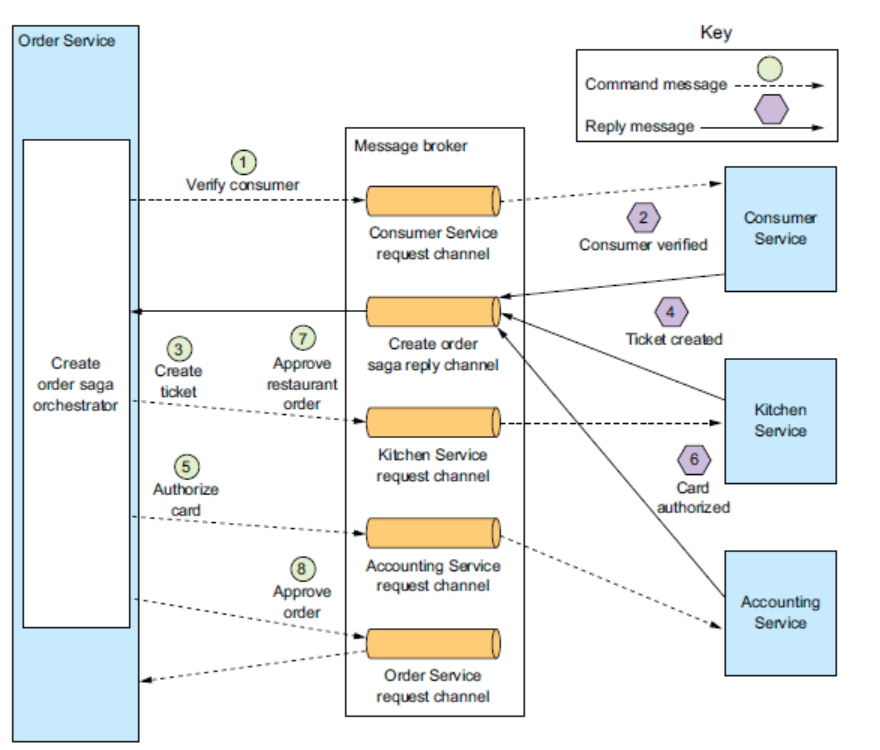 Order Service
Key
Command message
Reply message
Message broker
1
Verify consumer
Consumer Service
request channel
2
Consumer verified
Consumer
Service
Create order
saga reply channel
4
Ticket created
3
Create
ticket
7
Approve
restaurant
order
Create
order saga
orchestrator
Kitchen Service
request channel
Kitchen
Service
5
Authorize
card
6
Card
authorized
Accounting Service
request channel
8
Approve
order
Accounting
Service
Order Service
request channel